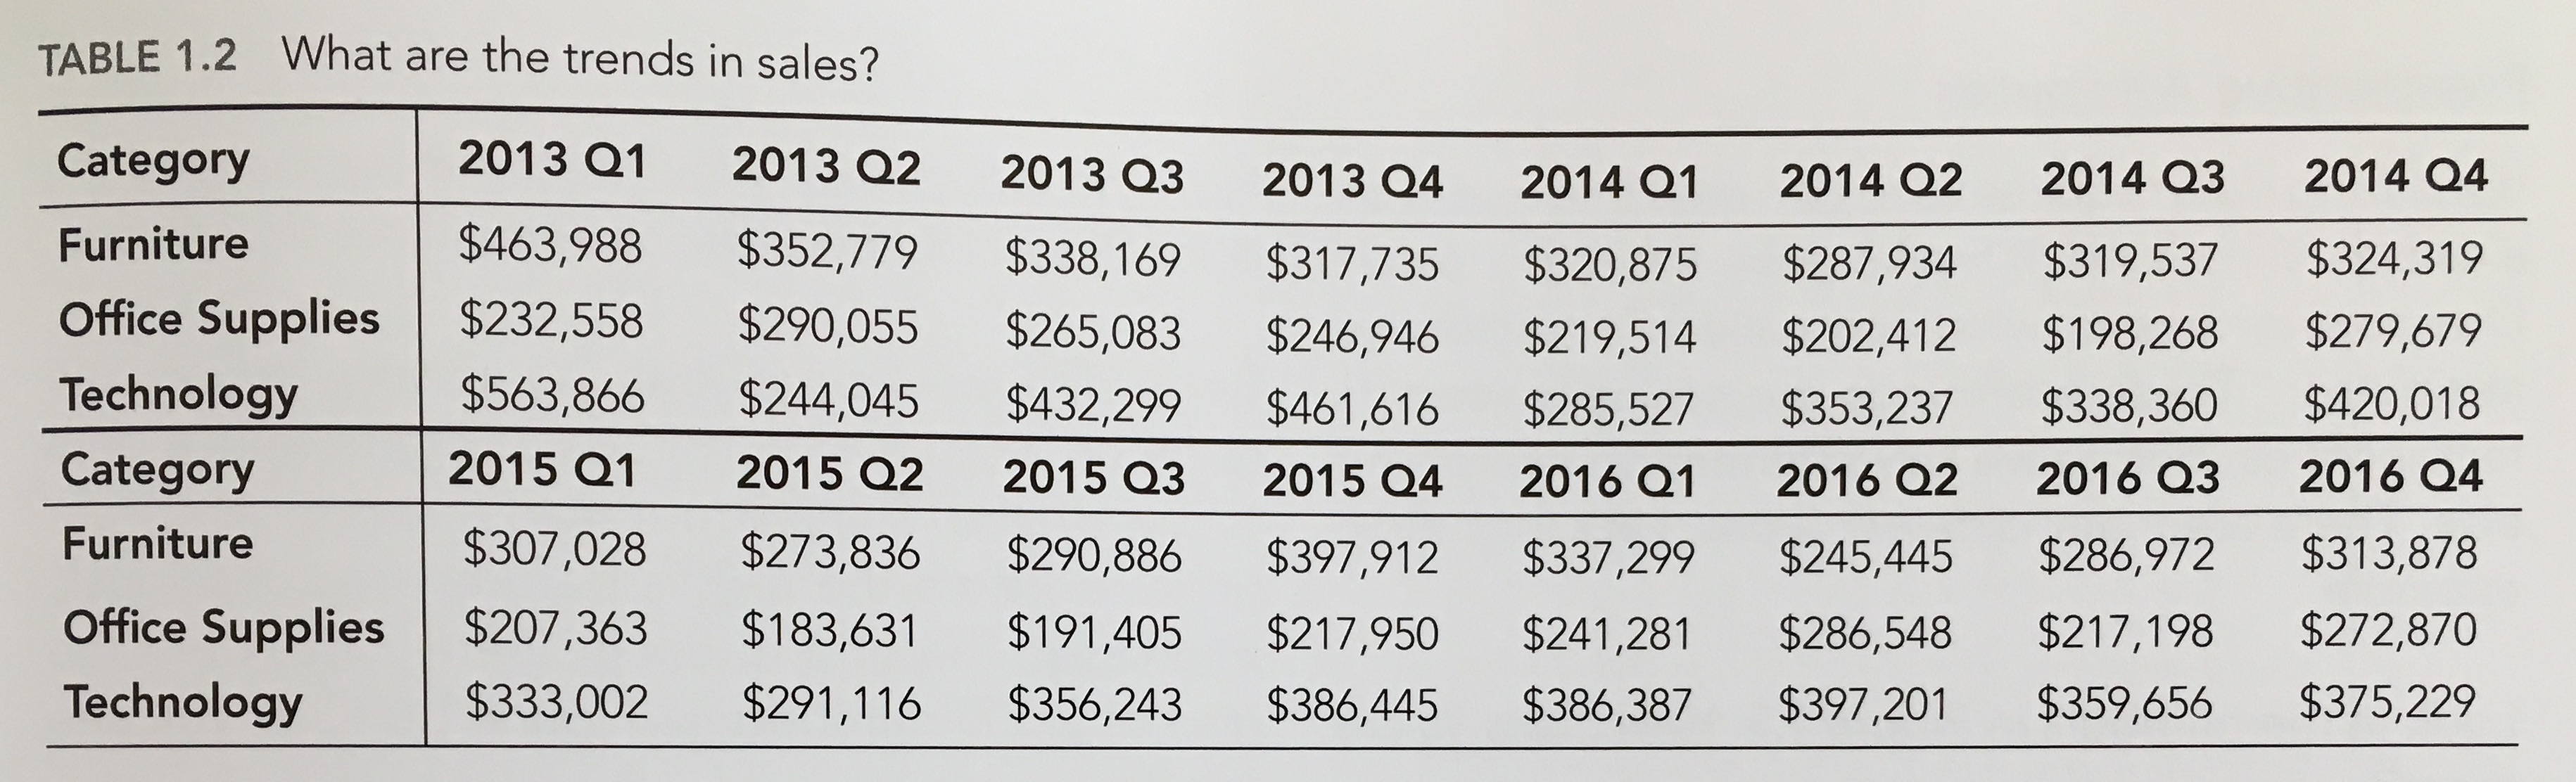 TABLE 1.2 What are the trends in sales?
Category 2013 Q1 2013 Q2 2013 Q3 2013 Q4 2014 Q1 2014 Q2 2014 Q3 2014 Q4
Furniture $463,988 $352,779 $338,169 $317,735 $320,875 $287,934 $319,537 $324,319
Office Supplies $232,558 $290,055 $265,083 $246,946 $219,514 $202,412 $198,268 $279,679
Technology $563,866 $244,045 $432,299 $461,616 $285,527 $353,237 $338,360 $420,018
Category 2015 Q1 2015 Q2 2015 Q3 2015 Q4 2016 Q1 2016 Q2 2016 Q3 2016 Q4
Furniture $307,028 $273,836 $290,886 $397,912 $337,299 $245,445 $286,972 $313,878
Office Supplies $207,363 $183,631 $191,405 $217,950 $241,281 $286,548 $217,198 $272,870
Technology $333,002 $291,116 $356,243 $386,445 $386,387 $397,201 $359,656 $375,229